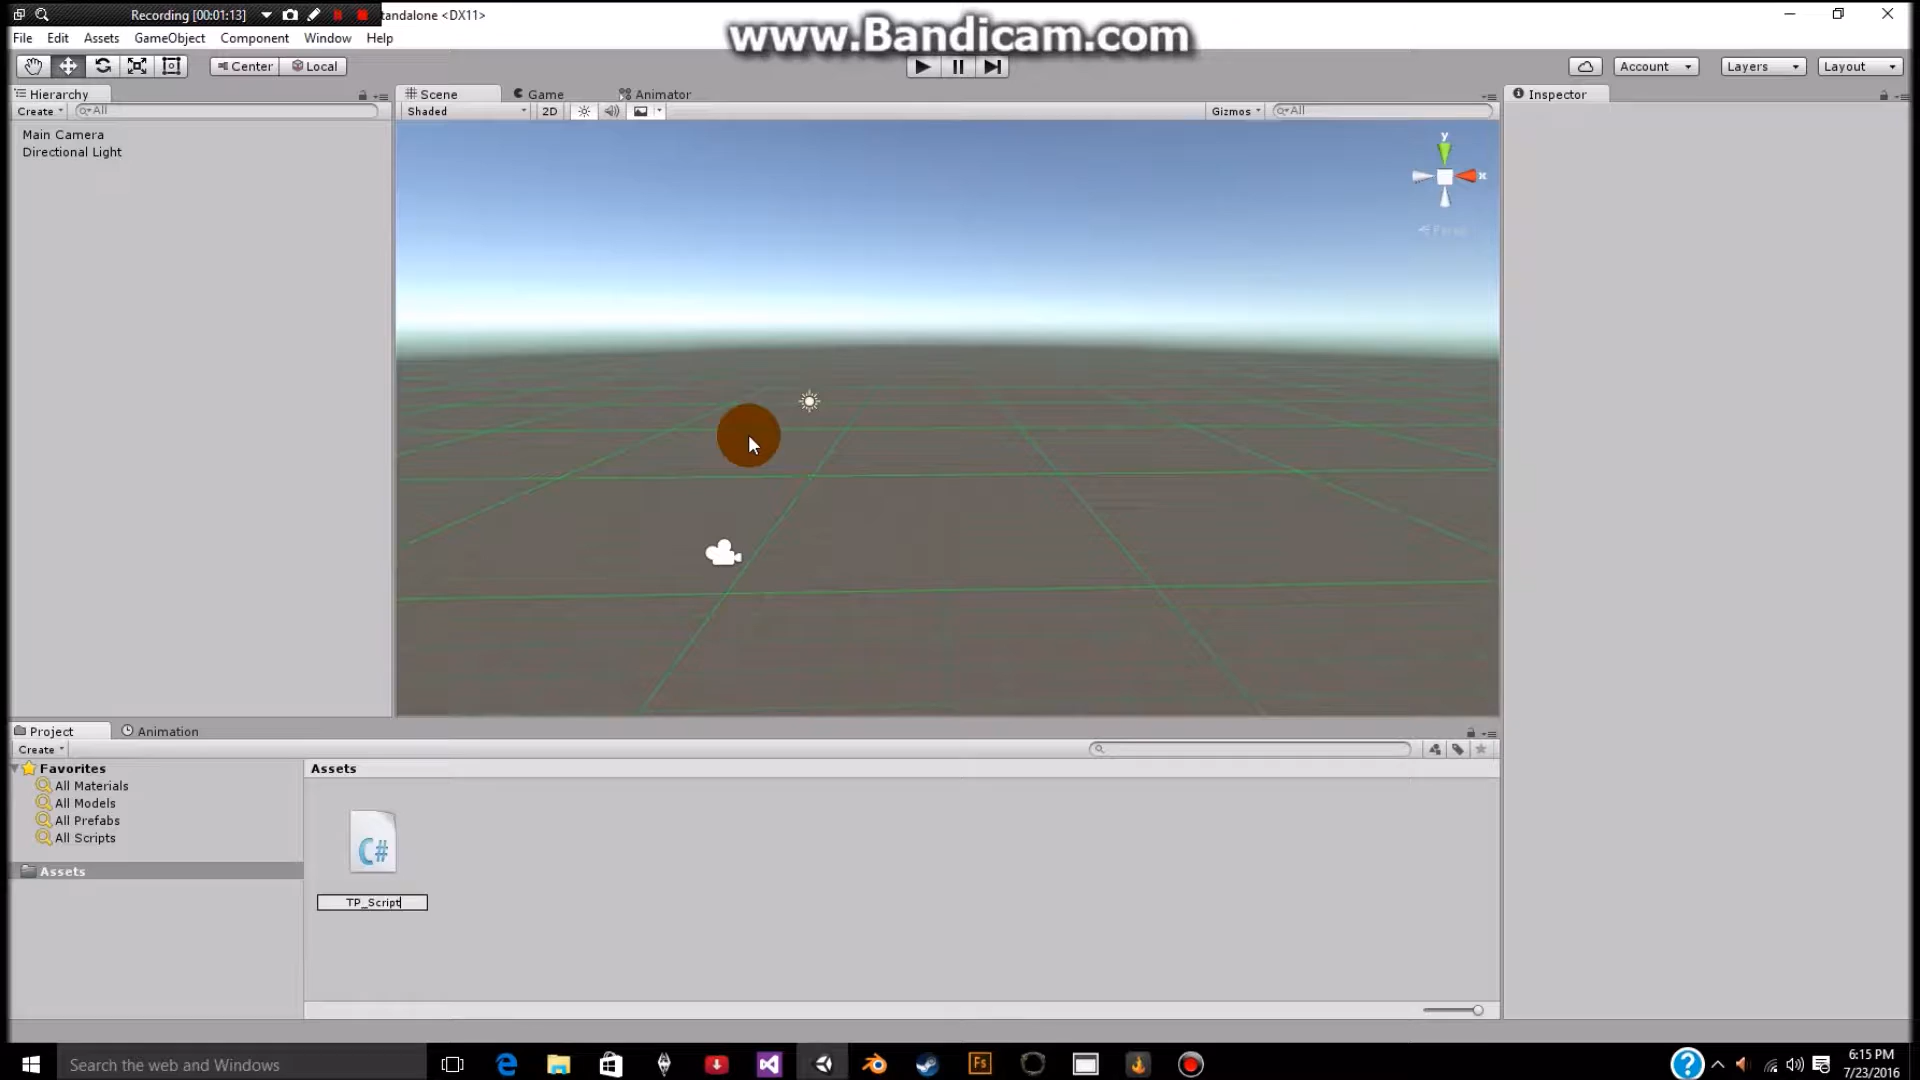 Recording [00:01:13]
tandalone <DX11>
www.Bandicam.com
File Edit Assets GameObject Component Window Help
Center Local
Account Layers Layout
Hierarchy
Create All
Main Camera
Directional Light
Scene Game Animator
Shaded 2D
Gizmos All
y
x
Persp
Inspector
Project Animation
Create
Favorites
All Materials
All Models
All Prefabs
All Scripts
Assets
Assets
C#
TP_Script
Search the web and Windows
Fs
?
6:15 PM
7/23/2016